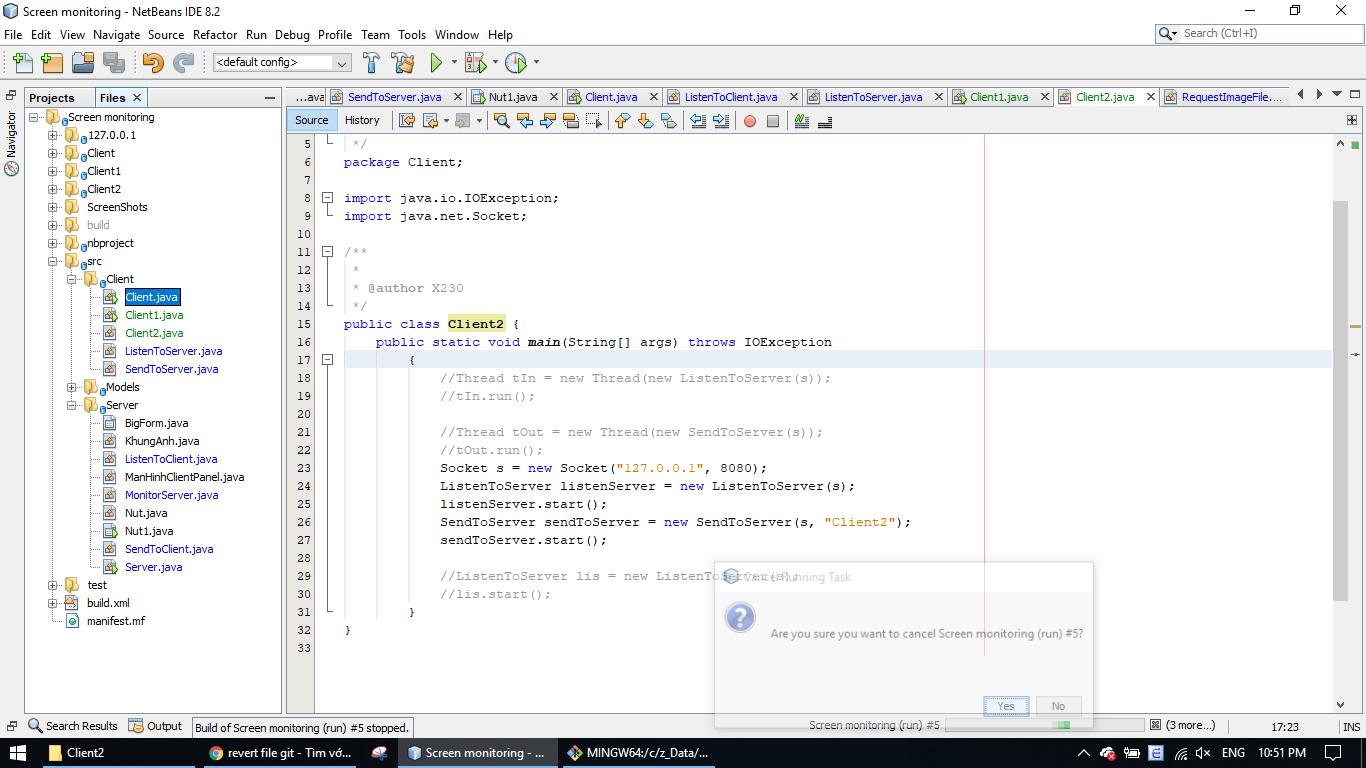 Screen monitoring - NetBeans IDE 8.2
File Edit View Navigate Source Refactor Run Debug Profile Team Tools Window Help
Search (Ctrl+I)
<default config>
Projects Files
...ava SendToServer.java Nut1.java Client.java ListenToClient.java ListenToServer.java Client1.java Client2.java RequestImageFile....
Navigator
Source History
Screen monitoring
127.0.0.1
Client
Client1
Client2
ScreenShots
build
nbproject
src
Client
Client.java
Client1.java
Client2.java
ListenToServer.java
SendToServer.java
Models
Server
BigForm.java
KhungAnh.java
ListenToClient.java
ManHinhClientPanel.java
MonitorServer.java
Nut.java
Nut1.java
SendToClient.java
Server.java
test
build.xml
manifest.mf
5 */
6 package Client;
7
8 import java.io.IOException;
9 import java.net.Socket;
10
11 /**
12 *
13 * @author X230
14 */
15 public class Client2 {
16 public static void main(String[] args) throws IOException
17 {
18 //Thread tIn = new Thread(new ListenToServer(s));
19 //tIn.run();
20
21 //Thread tOut = new Thread(new SendToServer(s));
22 //tOut.run();
23 Socket s = new Socket("127.0.0.1", 8080);
24 ListenToServer listenServer = new ListenToServer(s);
25 listenServer.start();
26 SendToServer sendToServer = new SendToServer(s, "Client2");
27 sendToServer.start();
28
29 //ListenToServer lis = new ListenToServer(s);
30 //lis.start();
31 }
32 }
33
Cancel Running Task
Are you sure you want to cancel Screen monitoring (run) #5?
Yes No
Search Results Output Build of Screen monitoring (run) #5 stopped. Screen monitoring (run) #5 (3 more...) 17:23 INS
Client2 revert file git - Tìm vớ... Screen monitoring - ... MINGW64:/c/z_Data/... ENG 10:51 PM